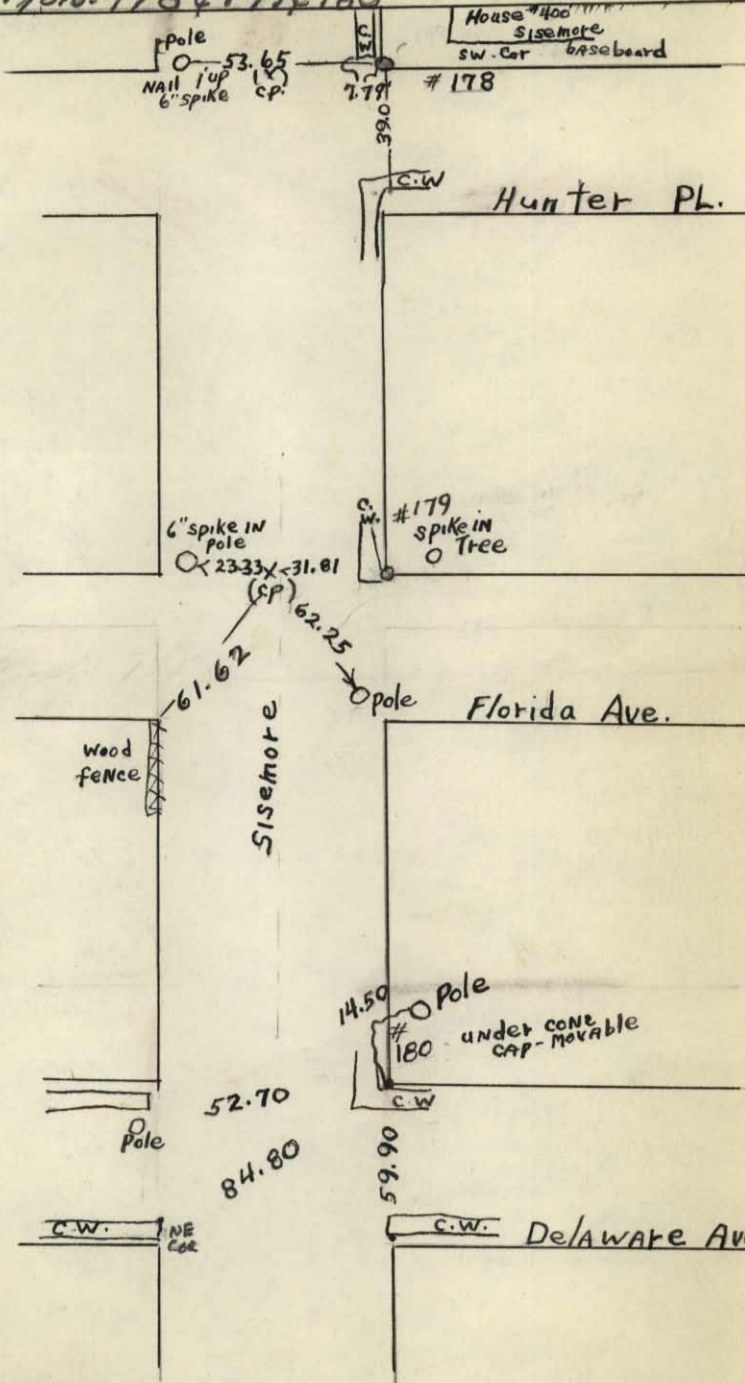 House #400
Sisemore
SW. Cor baseboard
C.W.
Pole
53.65
NAIL 1' up
6" spike
CP.
7.79
# 178
39.0
C.W
Hunter PL.
6" spike IN
pole
C.W.
#179
spike in
Tree
23.33 x 31.81
(CP)
62.25
61.62
pole
Florida Ave.
Wood
fence
Sisemore
14.50
Pole
#
180
under conc
CAP-MOVABLE
C.W
52.70
Pole
84.80
59.90
C.W.
NE
COR
C.W.
Delaware Av